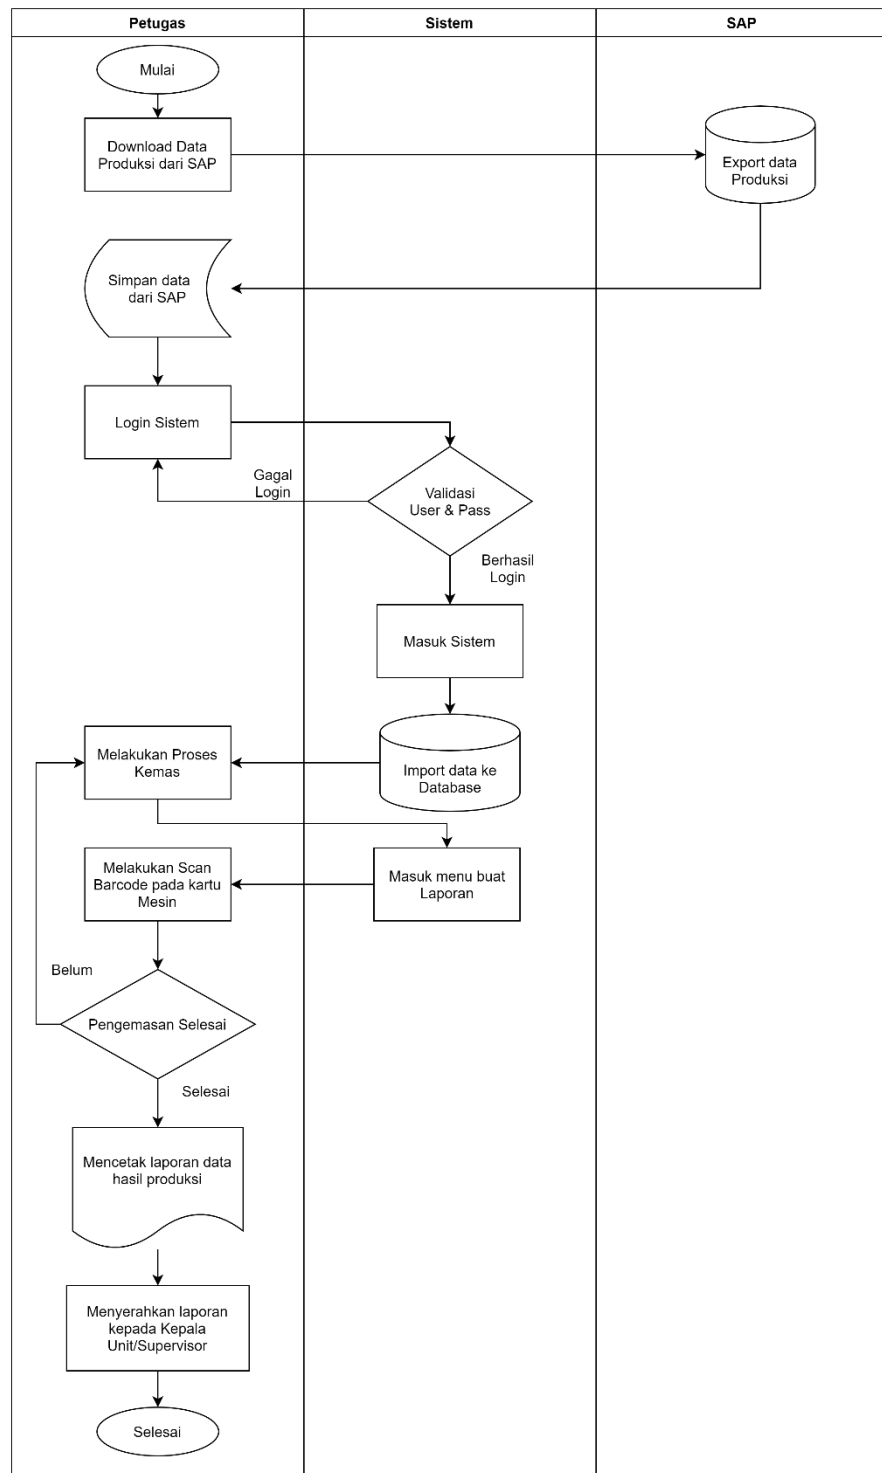 Petugas
Sistem
SAP
Mulai
Download Data
Produksi dari SAP
Export data
Produksi
Simpan data
dari SAP
Login Sistem
Gagal
Login
Validasi
User & Pass
Berhasil
Login
Masuk Sistem
Melakukan Proses
Kemas
Import data ke
Database
Melakukan Scan
Barcode pada kartu
Mesin
Masuk menu buat
Laporan
Belum
Pengemasan Selesai
Selesai
Mencetak laporan data
hasil produksi
Menyerahkan laporan
kepada Kepala
Unit/Supervisor
Selesai